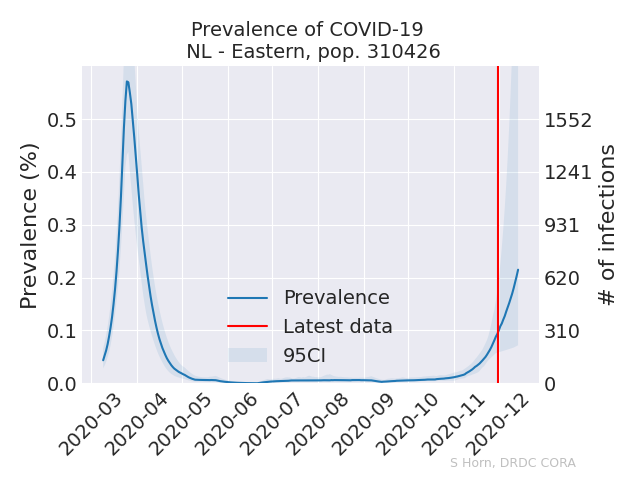 Prevalence of COVID-19
NL - Eastern, pop. 310426
Prevalence (%)
0.5
0.4
0.3
0.2
0.1
0.0
1552
1241
931
620
310
0
# of infections
Prevalence
Latest data
95CI
2020-03
2020-04
2020-05
2020-06
2020-07
2020-08
2020-09
2020-10
2020-11
2020-12
S Horn, DRDC CORA